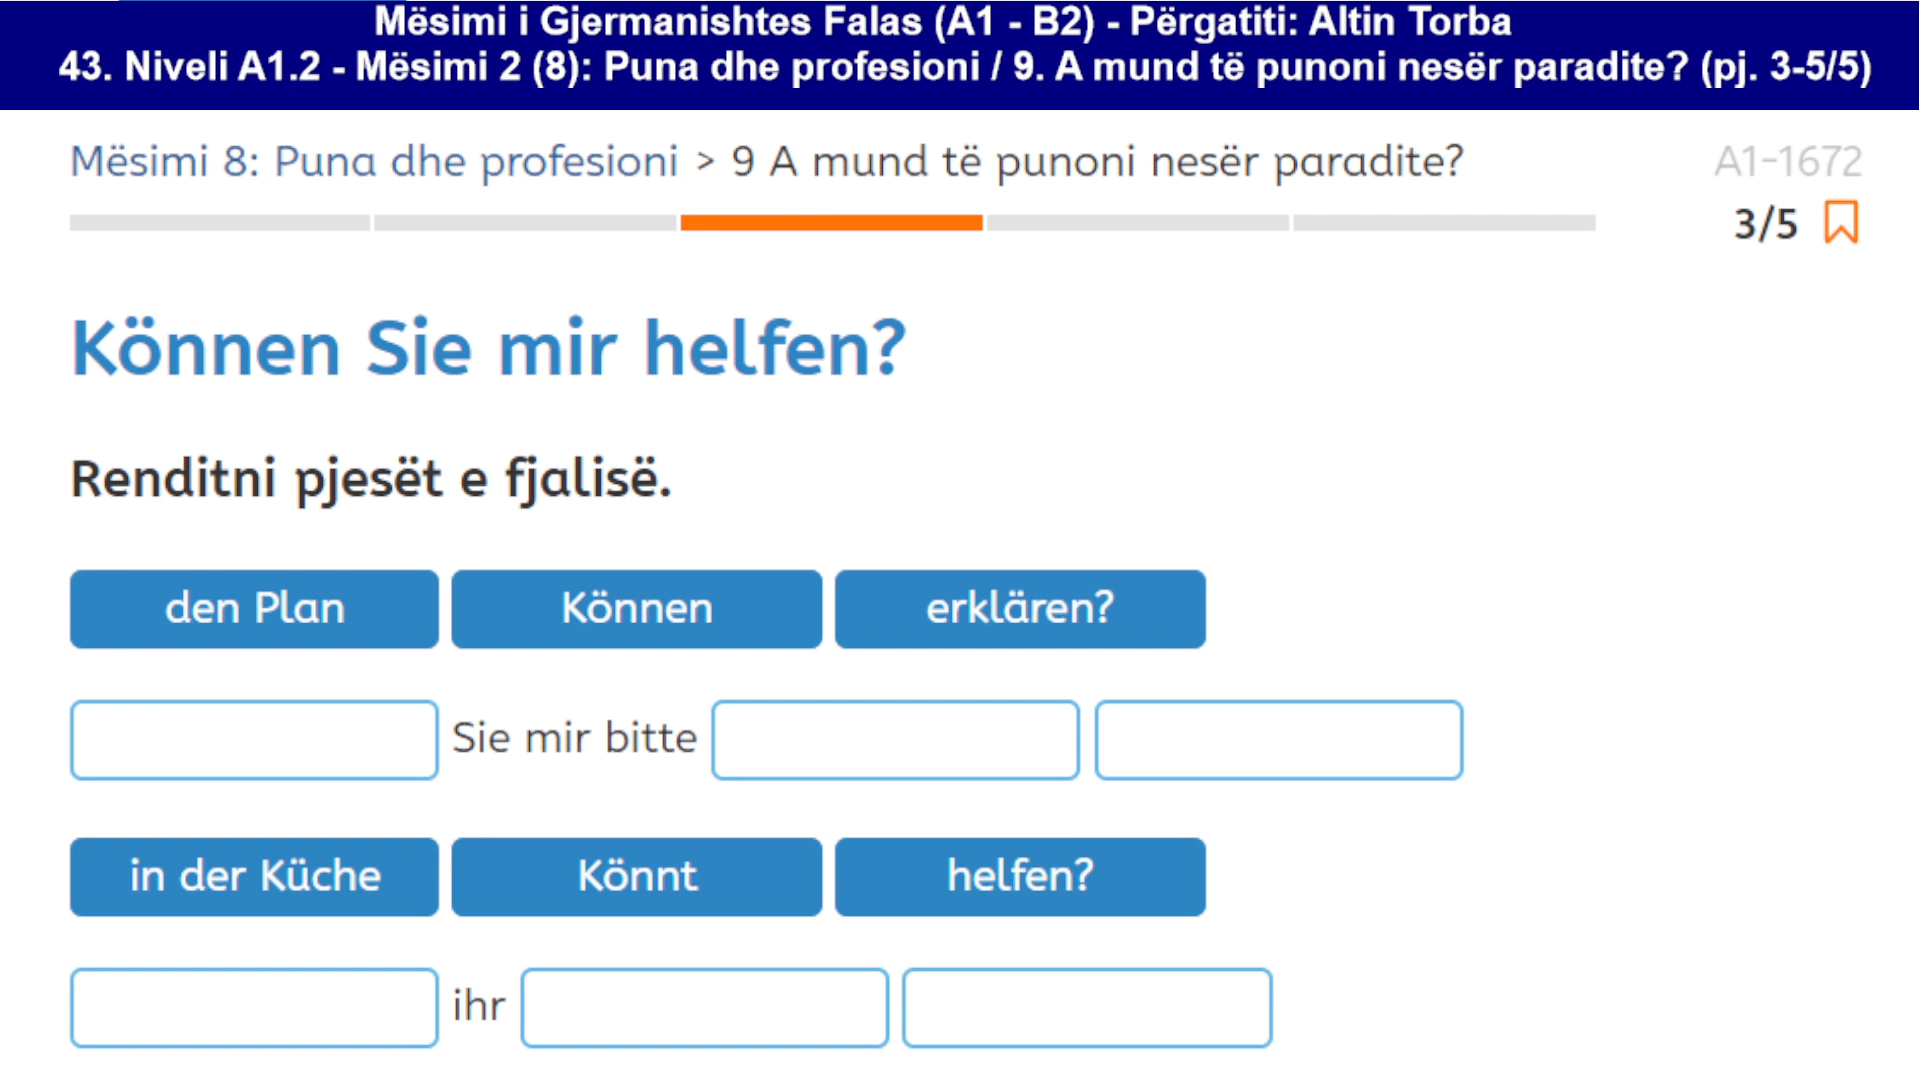 Mësimi i Gjermanishtes Falas (A1 - B2) - Përgatiti: Altin Torba
43. Niveli A1.2 - Mësimi 2 (8): Puna dhe profesioni / 9. A mund të punoni nesër paradite? (pj. 3-5/5)
Mësimi 8: Puna dhe profesioni > 9 A mund të punoni nesër paradite? A1-1672
3/5
Können Sie mir helfen?
Renditni pjesët e fjalisë.
den Plan Können erklären?
Sie mir bitte
in der Küche Könnt helfen?
ihr